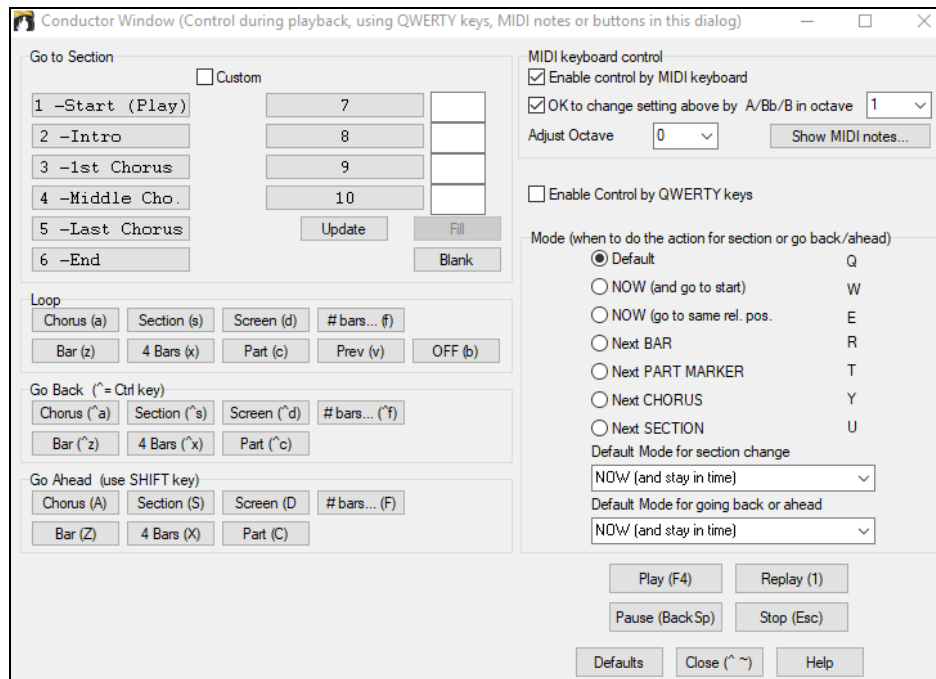 Conductor Window (Control during playback, using QWERTY keys, MIDI notes or buttons in this dialog)
Go to Section
Custom
1 -Start (Play)
7
2 -Intro
8
3 -1st Chorus
9
4 -Middle Cho.
10
5 -Last Chorus
Update
Fill
6 -End
Blank
Loop
Chorus (a)
Section (s)
Screen (d)
# bars... (f)
Bar (z)
4 Bars (x)
Part (c)
Prev (v)
OFF (b)
Go Back (^= Ctrl key)
Chorus (^a)
Section (^s)
Screen (^d)
# bars... (^f)
Bar (^z)
4 Bars (^x)
Part (^c)
Go Ahead (use SHIFT key)
Chorus (A)
Section (S)
Screen (D
# bars... (F)
Bar (Z)
4 Bars (X)
Part (C)
MIDI keyboard control
Enable control by MIDI keyboard
OK to change setting above by A/Bb/B in octave
1
Adjust Octave
0
Show MIDI notes...
Enable Control by QWERTY keys
Mode (when to do the action for section or go back/ahead)
Default
Q
NOW (and go to start)
W
NOW (go to same rel. pos.
E
Next BAR
R
Next PART MARKER
T
Next CHORUS
Y
Next SECTION
U
Default Mode for section change
NOW (and stay in time)
Default Mode for going back or ahead
NOW (and stay in time)
Play (F4)
Replay (1)
Pause (BackSp)
Stop (Esc)
Defaults
Close (^ ~)
Help